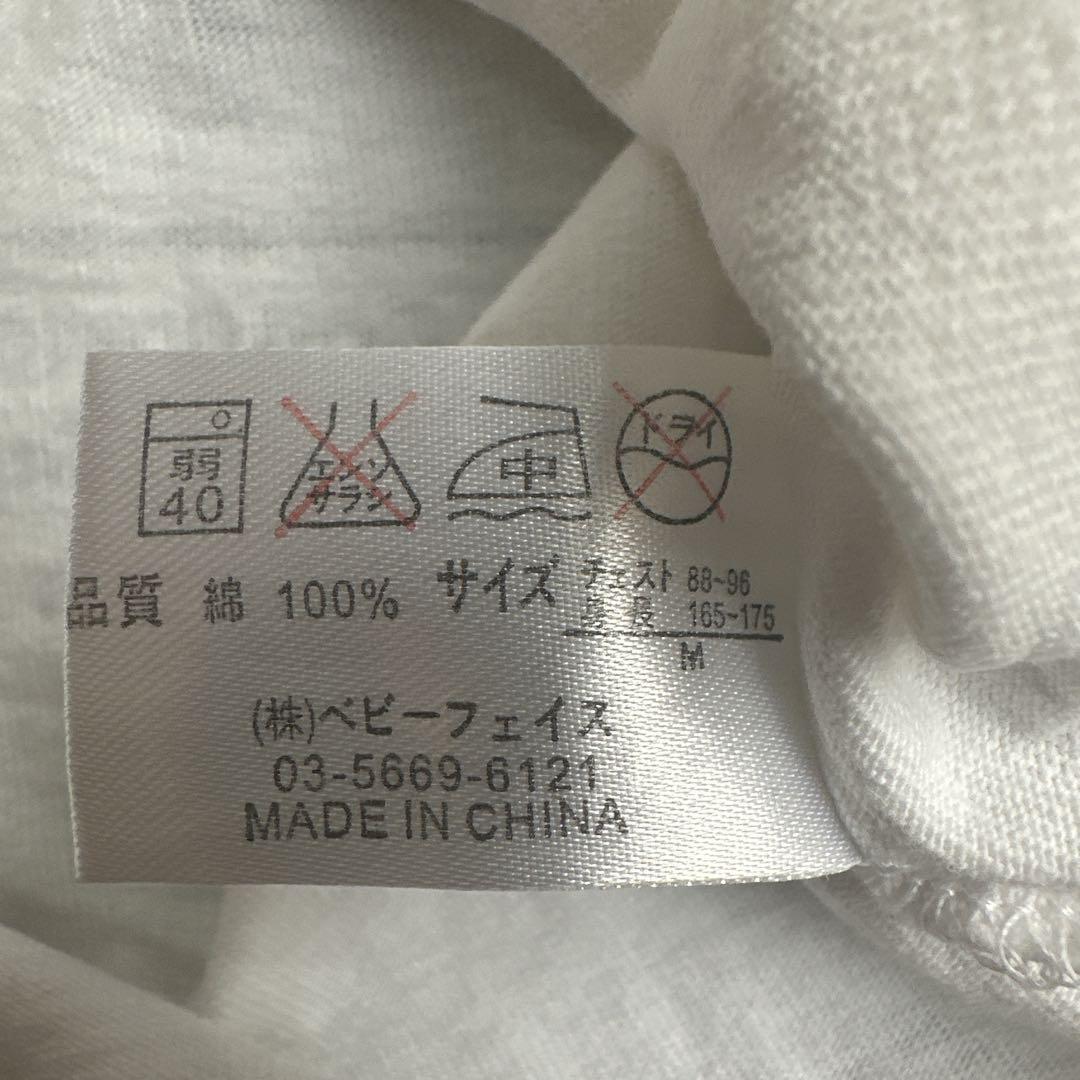 弱 40
エンソ サラシ
中
ドライ
品質 綿 100% サイズ
チェスト 88~96
身度 165~175
M
(株)ベビーフェイス
03-5669-6121
MADE IN CHINA